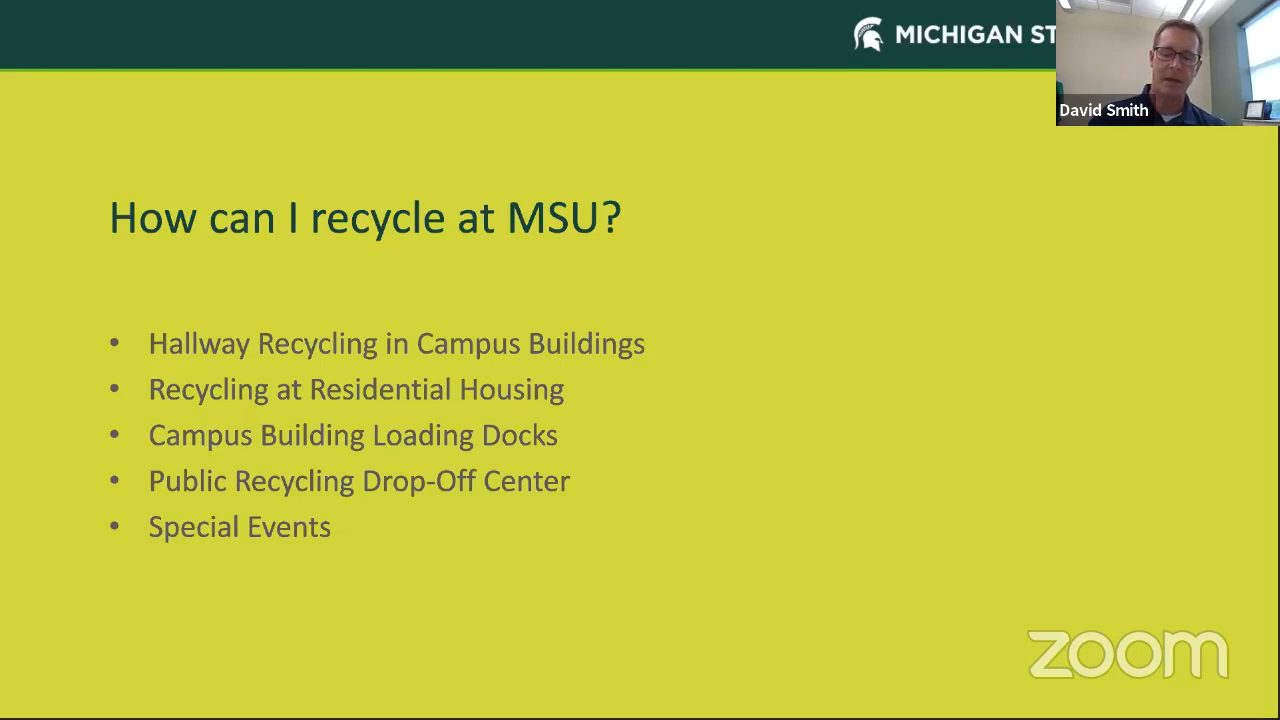 MICHIGAN ST
David Smith
How can I recycle at MSU?
• Hallway Recycling in Campus Buildings
• Recycling at Residential Housing
• Campus Building Loading Docks
• Public Recycling Drop-Off Center
• Special Events
zoom